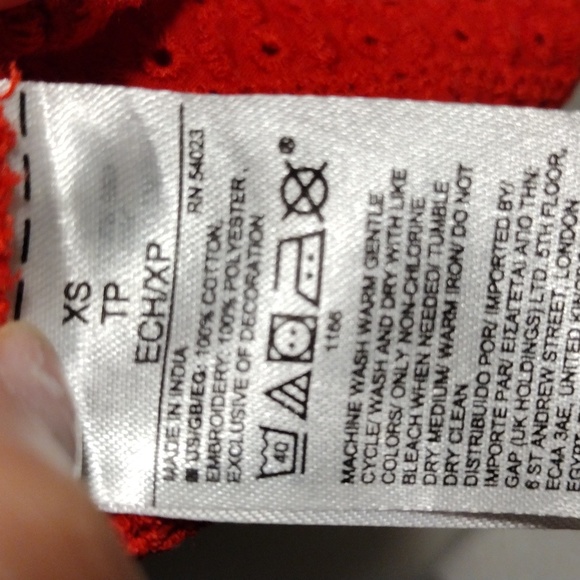 XS
TP
ECH/XP
MADE IN INDIA
RN 54023
US/GB/EG: 100% COTTON,
EMBROIDERY: 100% POLYESTER,
EXCLUSIVE OF DECORATION
40
®
1166
MACHINE WASH WARM GENTLE
CYCLE/ WASH AND DRY WITH LIKE
COLORS/ ONLY NON-CHLORINE
BLEACH WHEN NEEDED/ TUMBLE
DRY MEDIUM/ WARM IRON/ DO NOT
DRY CLEAN
DISTRIBUIDO POR/ IMPORTED BY/
IMPORTE PAR/ ΕΙΣΑΓΕΤΑΙ ΑΠΟ ΤΗΝ:
GAP (UK HOLDINGS) LTD. 5TH FLOOR,
6 ST ANDREW STREET, LONDON,
EC4A 3AE, UNITED
EGYPT